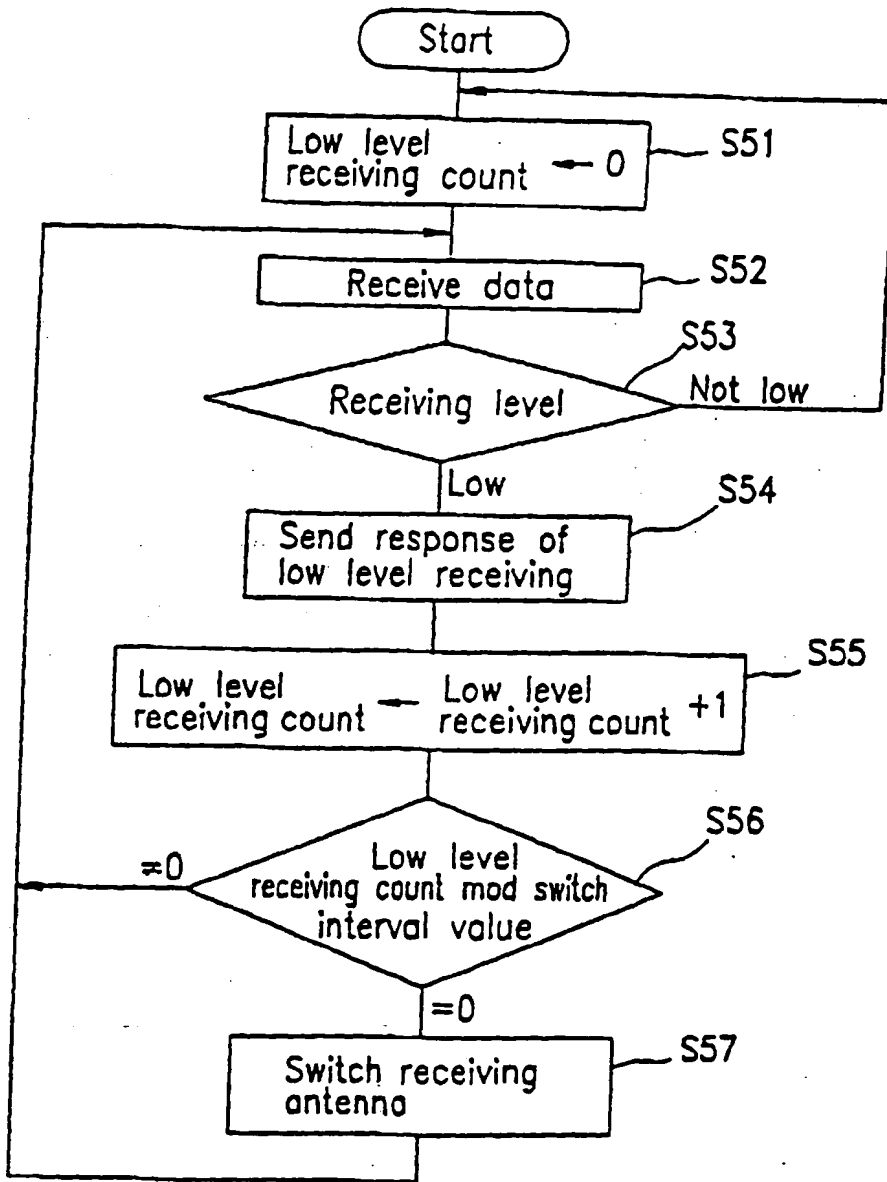 Start
Low level
receiving count ← 0
S51
Receive data
S52
S53
Receiving level
Not low
Low
S54
Send response of
low level receiving
S55
Low level
receiving count ← Low level
receiving count +1
S56
≠0
Low level
receiving count mod switch
interval value
=0
S57
Switch receiving
antenna